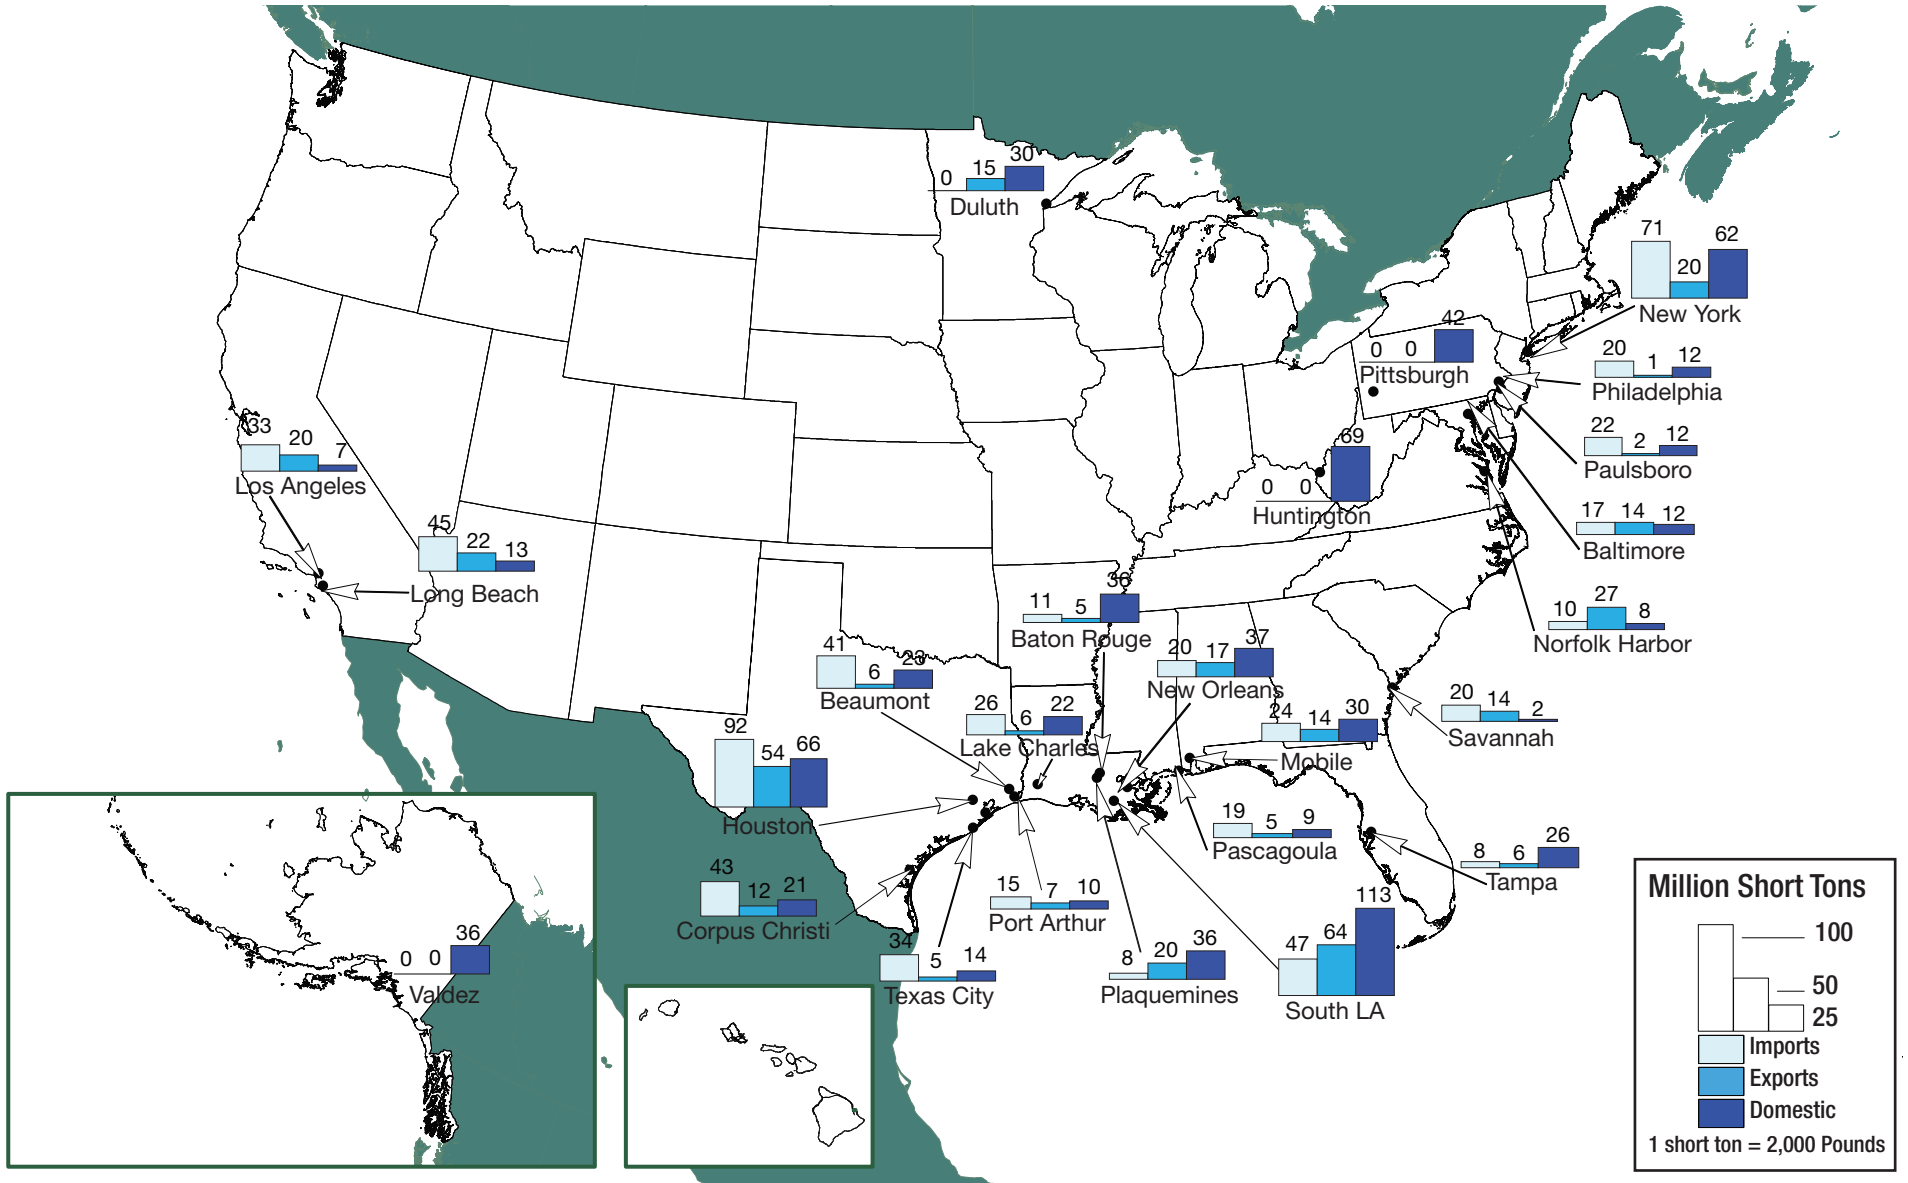 0 15 30
Duluth
71 20 62
New York
0 0 42
Pittsburgh
20 1 12
Philadelphia
33 20 7
Los Angeles
0 0 69
Huntington
22 2 12
Paulsboro
45 22 13
Long Beach
17 14 12
Baltimore
11 5 36
Baton Rouge
10 27 8
Norfolk Harbor
41 6 23
Beaumont
20 17 37
New Orleans
26 6 22
Lake Charles
24 14 30
Mobile
20 14 2
Savannah
92 54 66
Houston
19 5 9
Pascagoula
8 6 26
Tampa
43 12 21
Corpus Christi
15 7 10
Port Arthur
34 5 14
Texas City
8 20 36
Plaquemines
47 64 113
South LA
0 0 36
Valdez
Million Short Tons
100
50
25
Imports
Exports
Domestic
1 short ton = 2,000 Pounds